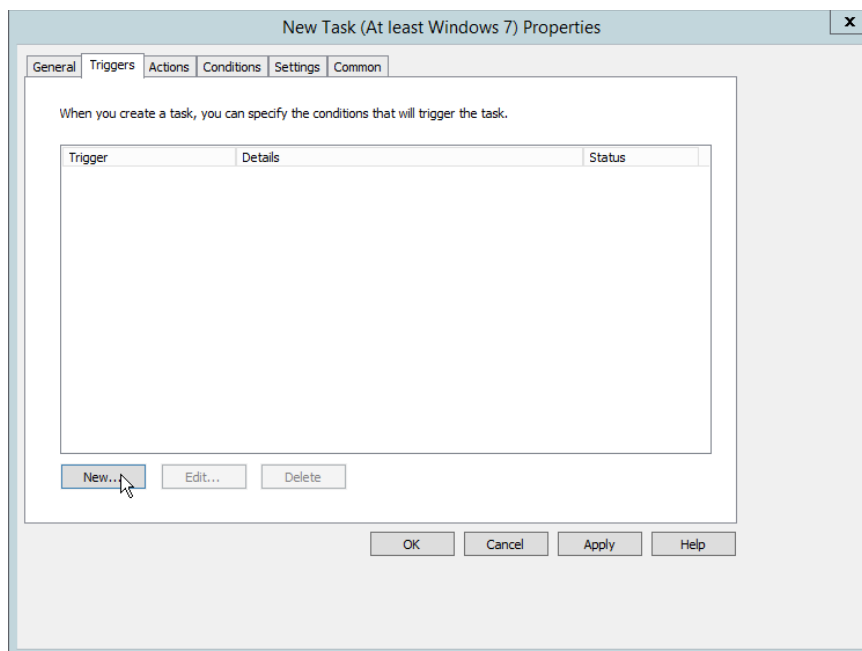 New Task (At least Windows 7) Properties
x
General Triggers Actions Conditions Settings Common
When you create a task, you can specify the conditions that will trigger the task.
Trigger Details Status
New... Edit... Delete
OK Cancel Apply Help